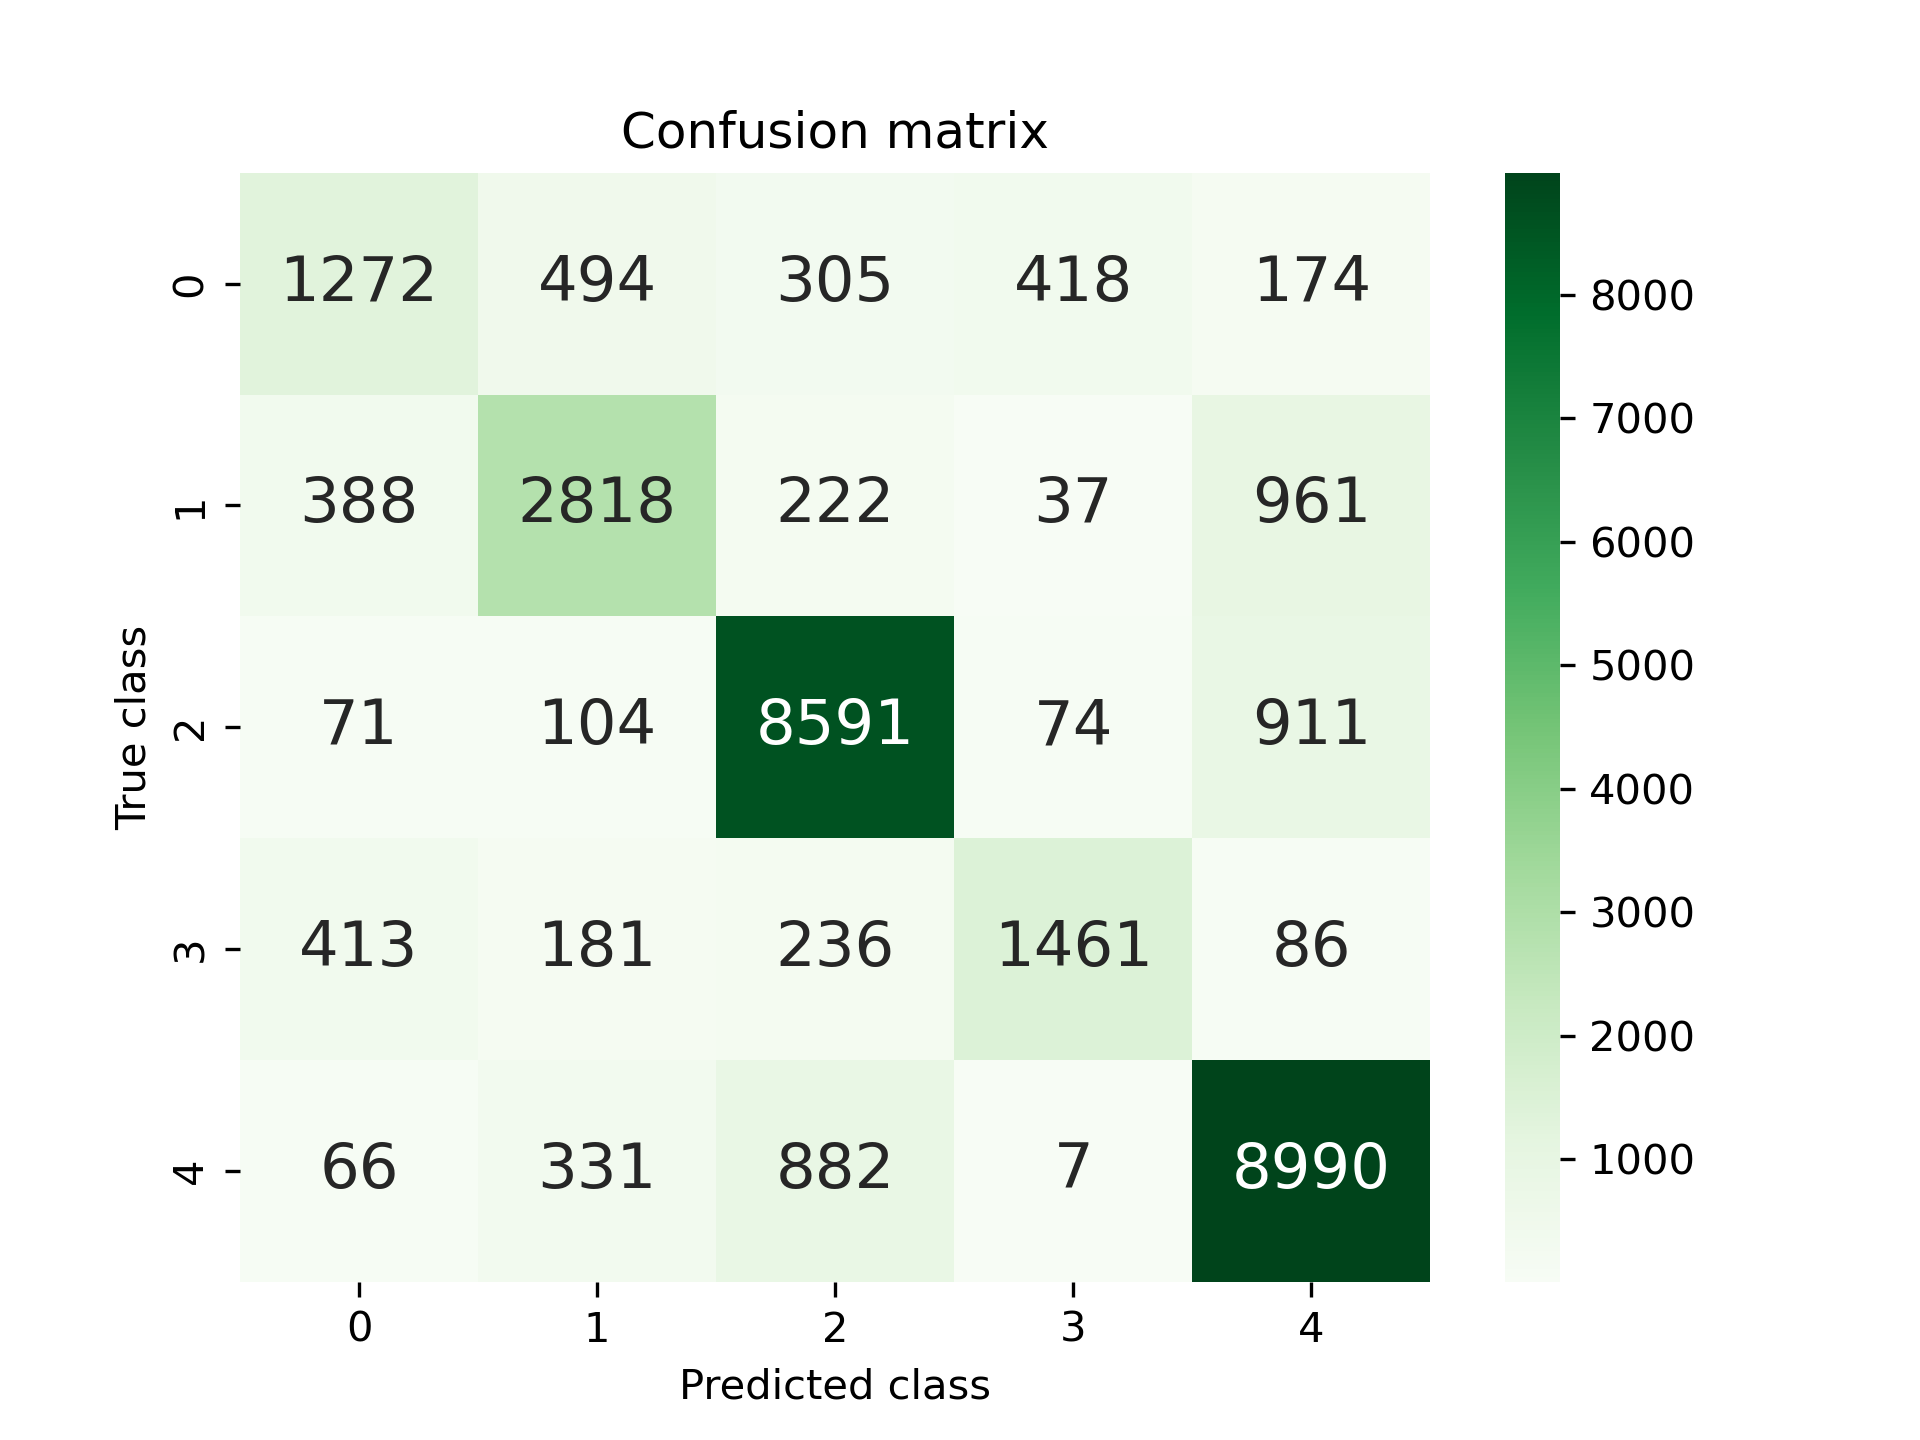 Confusion matrix
0 1272 494 305 418 174
1 388 2818 222 37 961
2 71 104 8591 74 911
3 413 181 236 1461 86
4 66 331 882 7 8990
0 1 2 3 4
Predicted class
True class
8000
7000
6000
5000
4000
3000
2000
1000